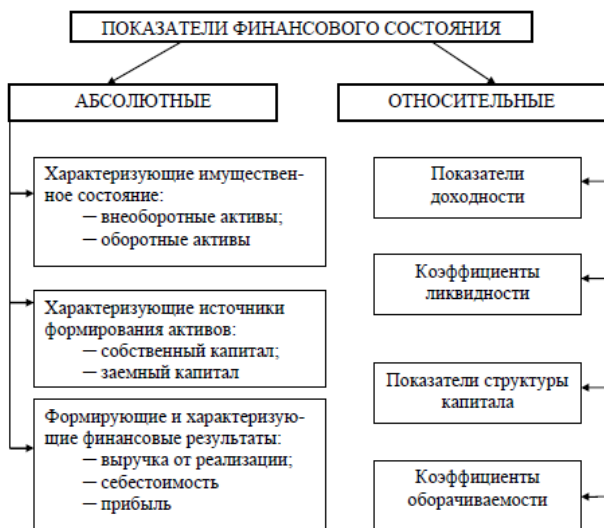 ПОКАЗАТЕЛИ ФИНАНСОВОГО СОСТОЯНИЯ
АБСОЛЮТНЫЕ
Характеризующие имуществен-
ное состояние:
— внеоборотные активы;
— оборотные активы
Характеризующие источники
формирования активов:
— собственный капитал;
— заемный капитал
Формирующие и характеризую-
щие финансовые результаты:
— выручка от реализации;
— себестоимость
— прибыль
ОТНОСИТЕЛЬНЫЕ
Показатели
доходности
Коэффициенты
ликвидности
Показатели структуры
капитала
Коэффициенты
оборачиваемости